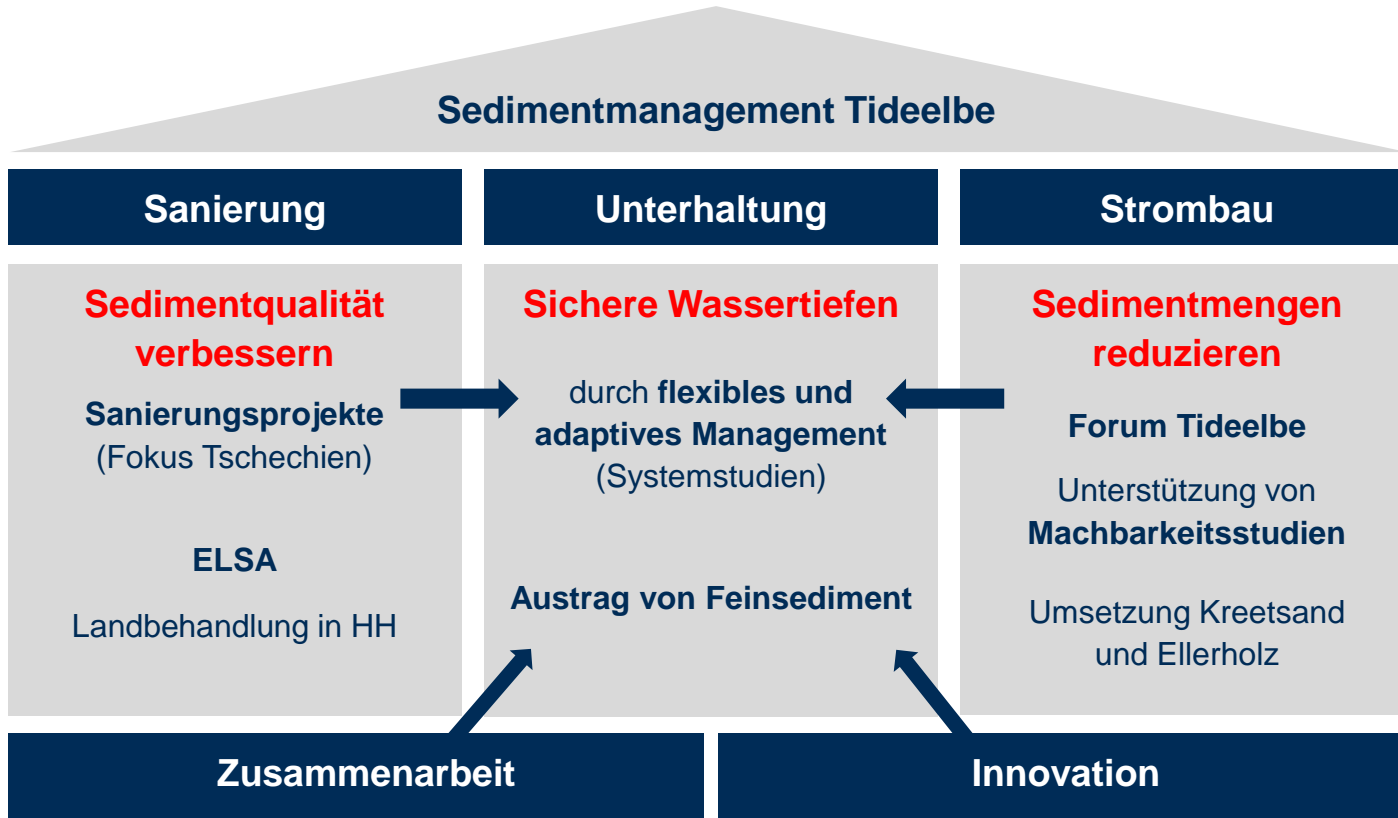 Sedimentmanagement Tideelbe
Sanierung
Sedimentqualität
verbessern
Sanierungsprojekte
(Fokus Tschechien)
ELSA
Landbehandlung in HH
Unterhaltung
Sichere Wassertiefen
durch flexibles und
adaptives Management
(Systemstudien)
Austrag von Feinsediment
Strombau
Sedimentmengen
reduzieren
Forum Tideelbe
Unterstützung von
Machbarkeitsstudien
Umsetzung Kreetsand
und Ellerholz
Zusammenarbeit
Innovation